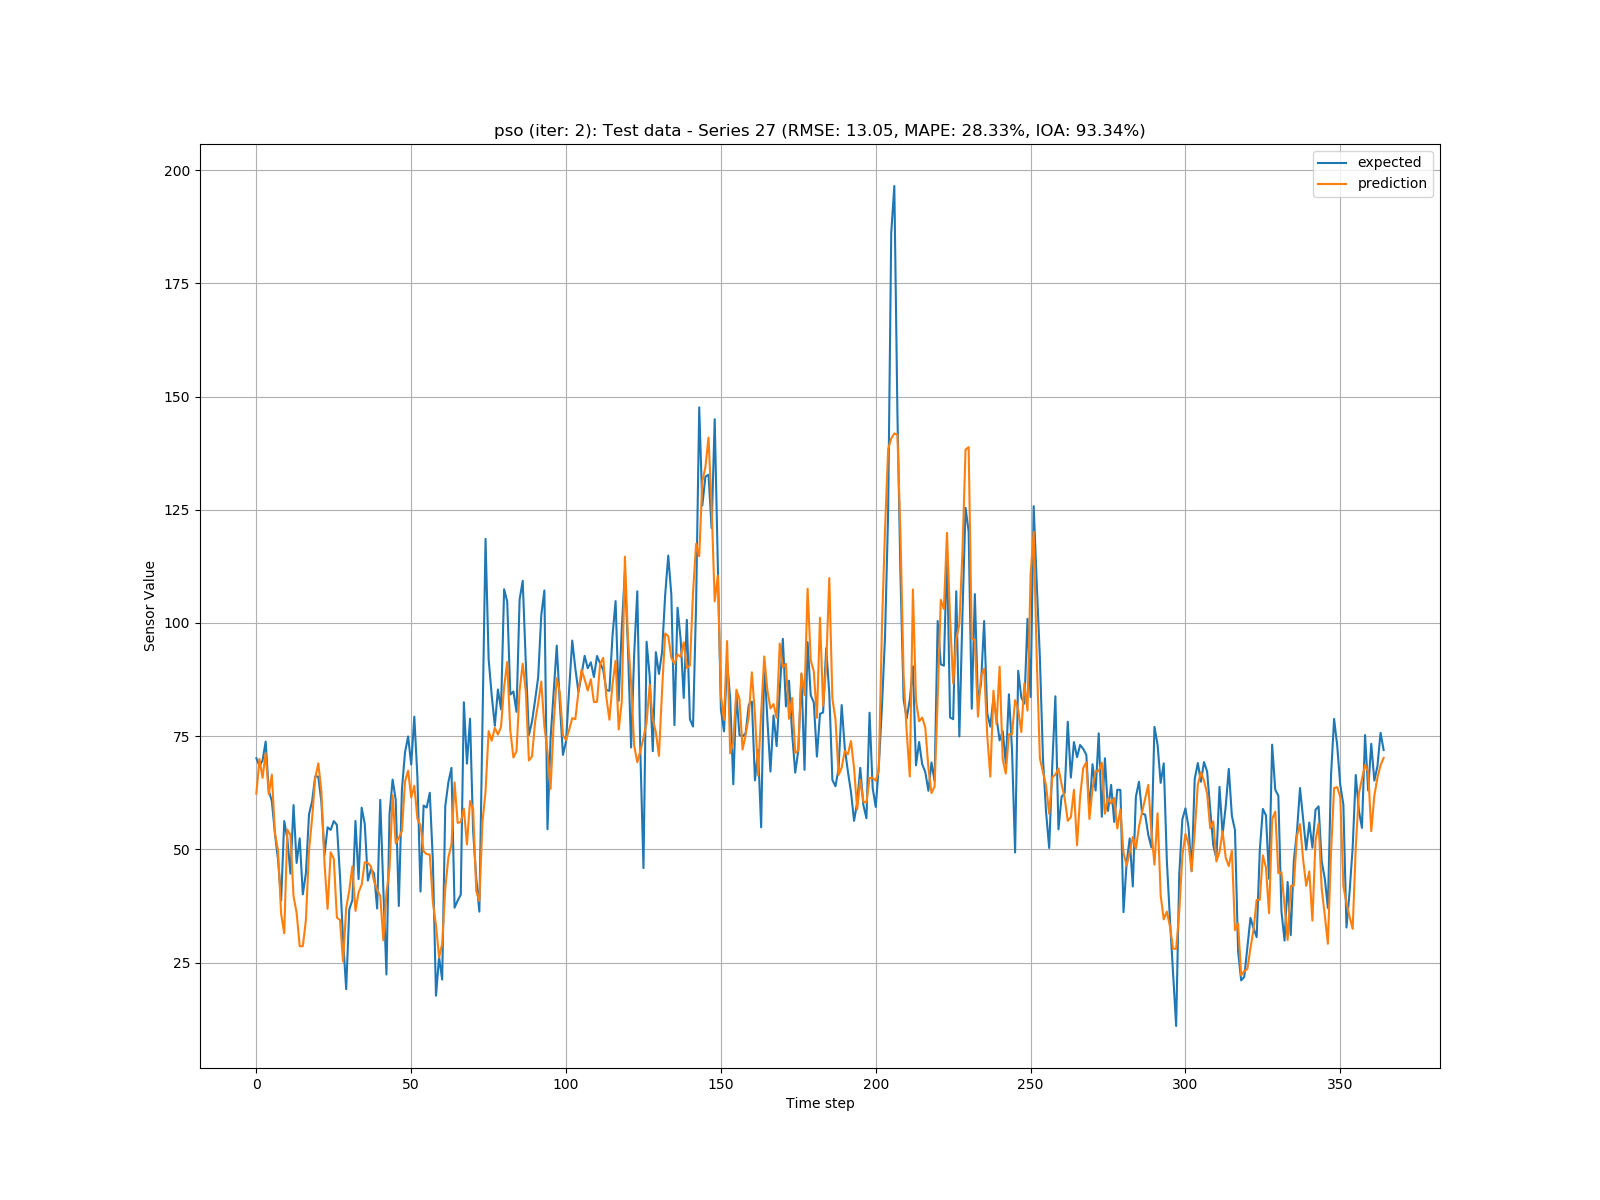 pso (iter: 2): Test data - Series 27 (RMSE: 13.05, MAPE: 28.33%, IOA: 93.34%)
expected
prediction
200
175
150
125
100
75
50
25
Sensor Value
0 50 100 150 200 250 300 350
Time step